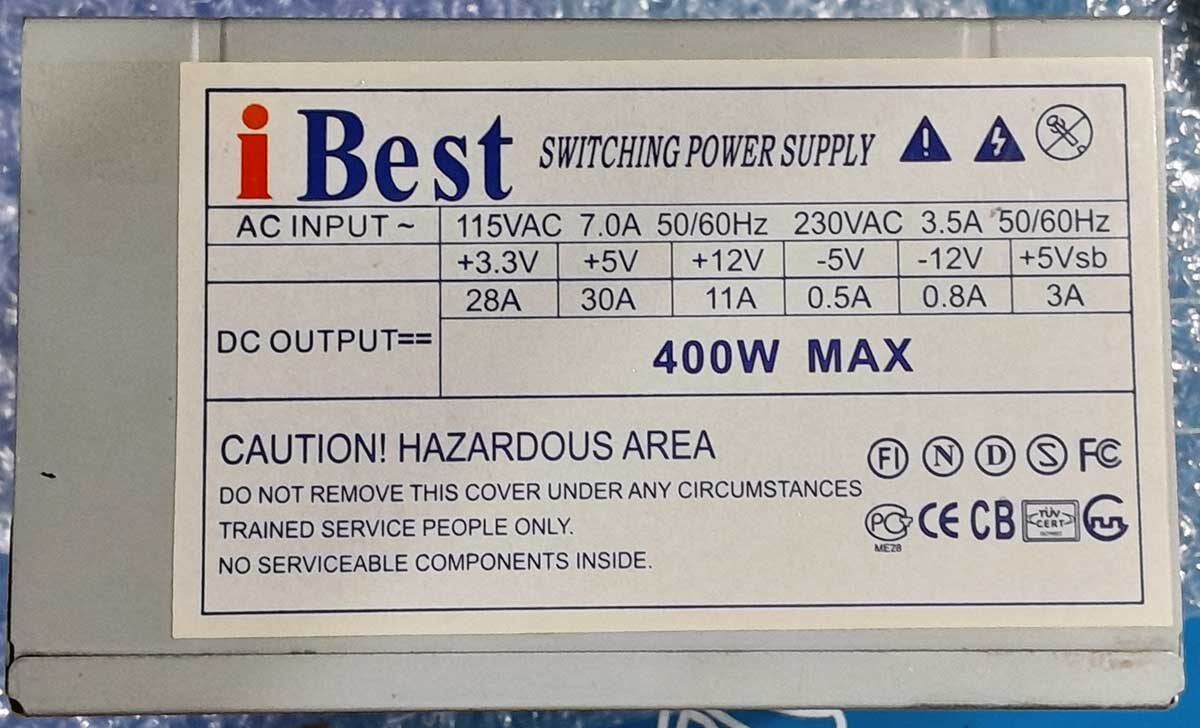 i Best SWITCHING POWER SUPPLY
AC INPUT ~ 115VAC 7.0A 50/60Hz 230VAC 3.5A 50/60Hz
+3.3V +5V +12V -5V -12V +5Vsb
28A 30A 11A 0.5A 0.8A 3A
DC OUTPUT==
400W MAX
CAUTION! HAZARDOUS AREA
DO NOT REMOVE THIS COVER UNDER ANY CIRCUMSTANCES
TRAINED SERVICE PEOPLE ONLY.
NO SERVICEABLE COMPONENTS INSIDE.
FI N D S FC
PG CE CB TÜV CERT
ME28